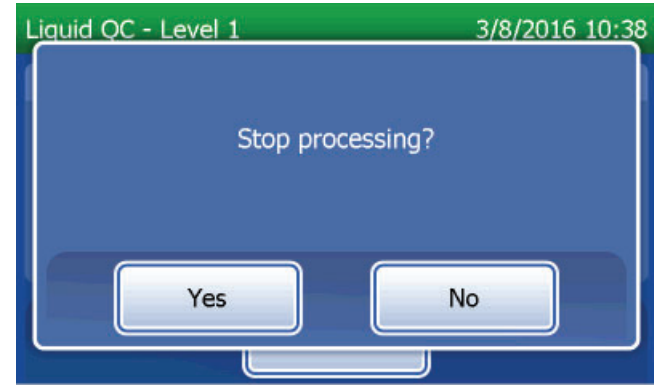 Liquid QC - Level 1 3/8/2016 10:38
Stop processing?
Yes No